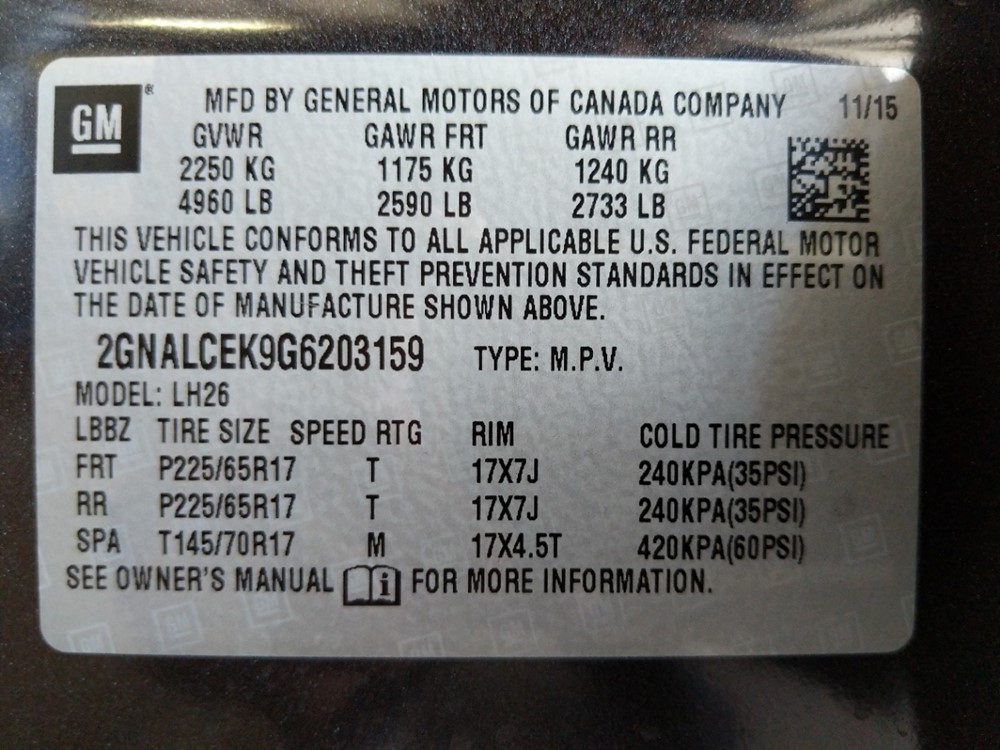 GM ® MFD BY GENERAL MOTORS OF CANADA COMPANY 11/15
GVWR GAWR FRT GAWR RR
2250 KG 1175 KG 1240 KG
4960 LB 2590 LB 2733 LB
THIS VEHICLE CONFORMS TO ALL APPLICABLE U.S. FEDERAL MOTOR
VEHICLE SAFETY AND THEFT PREVENTION STANDARDS IN EFFECT ON
THE DATE OF MANUFACTURE SHOWN ABOVE.
2GNALCEK9G6203159 TYPE: M.P.V.
MODEL: LH26
LBBZ TIRE SIZE SPEED RTG RIM COLD TIRE PRESSURE
FRT P225/65R17 T 17X7J 240KPA(35PSI)
RR P225/65R17 T 17X7J 240KPA(35PSI)
SPA T145/70R17 M 17X4.5T 420KPA(60PSI)
SEE OWNER'S MANUAL i FOR MORE INFORMATION.